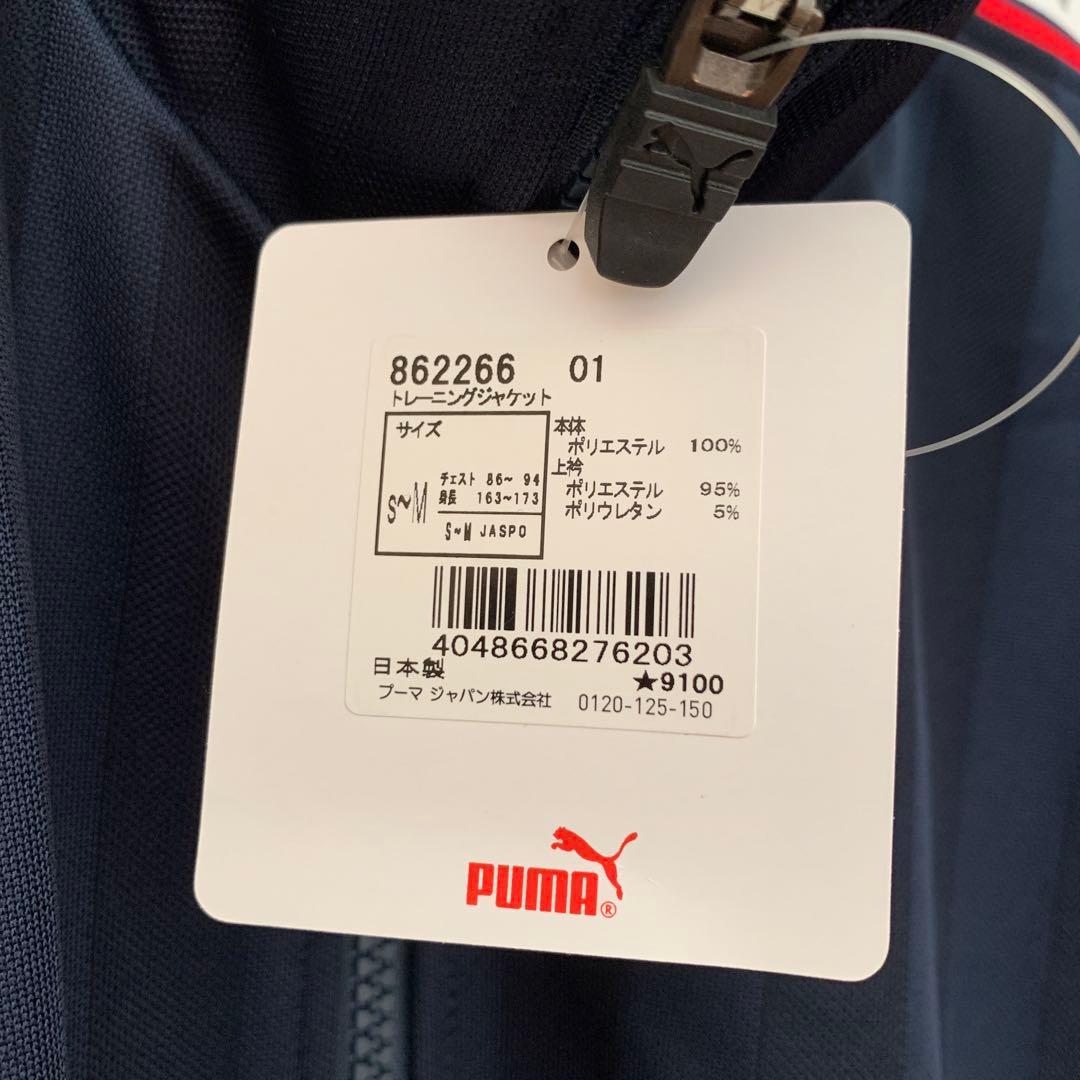 862266 01
トレーニングジャケット
サイズ
S~M
チェスト 86~ 94
身長 163~173
S~M JASPO
本体
ポリエステル 100%
上衿
ポリエステル 95%
ポリウレタン 5%
4048668276203
日本製
★9100
プーマ ジャパン株式会社 0120-125-150
PUMA®